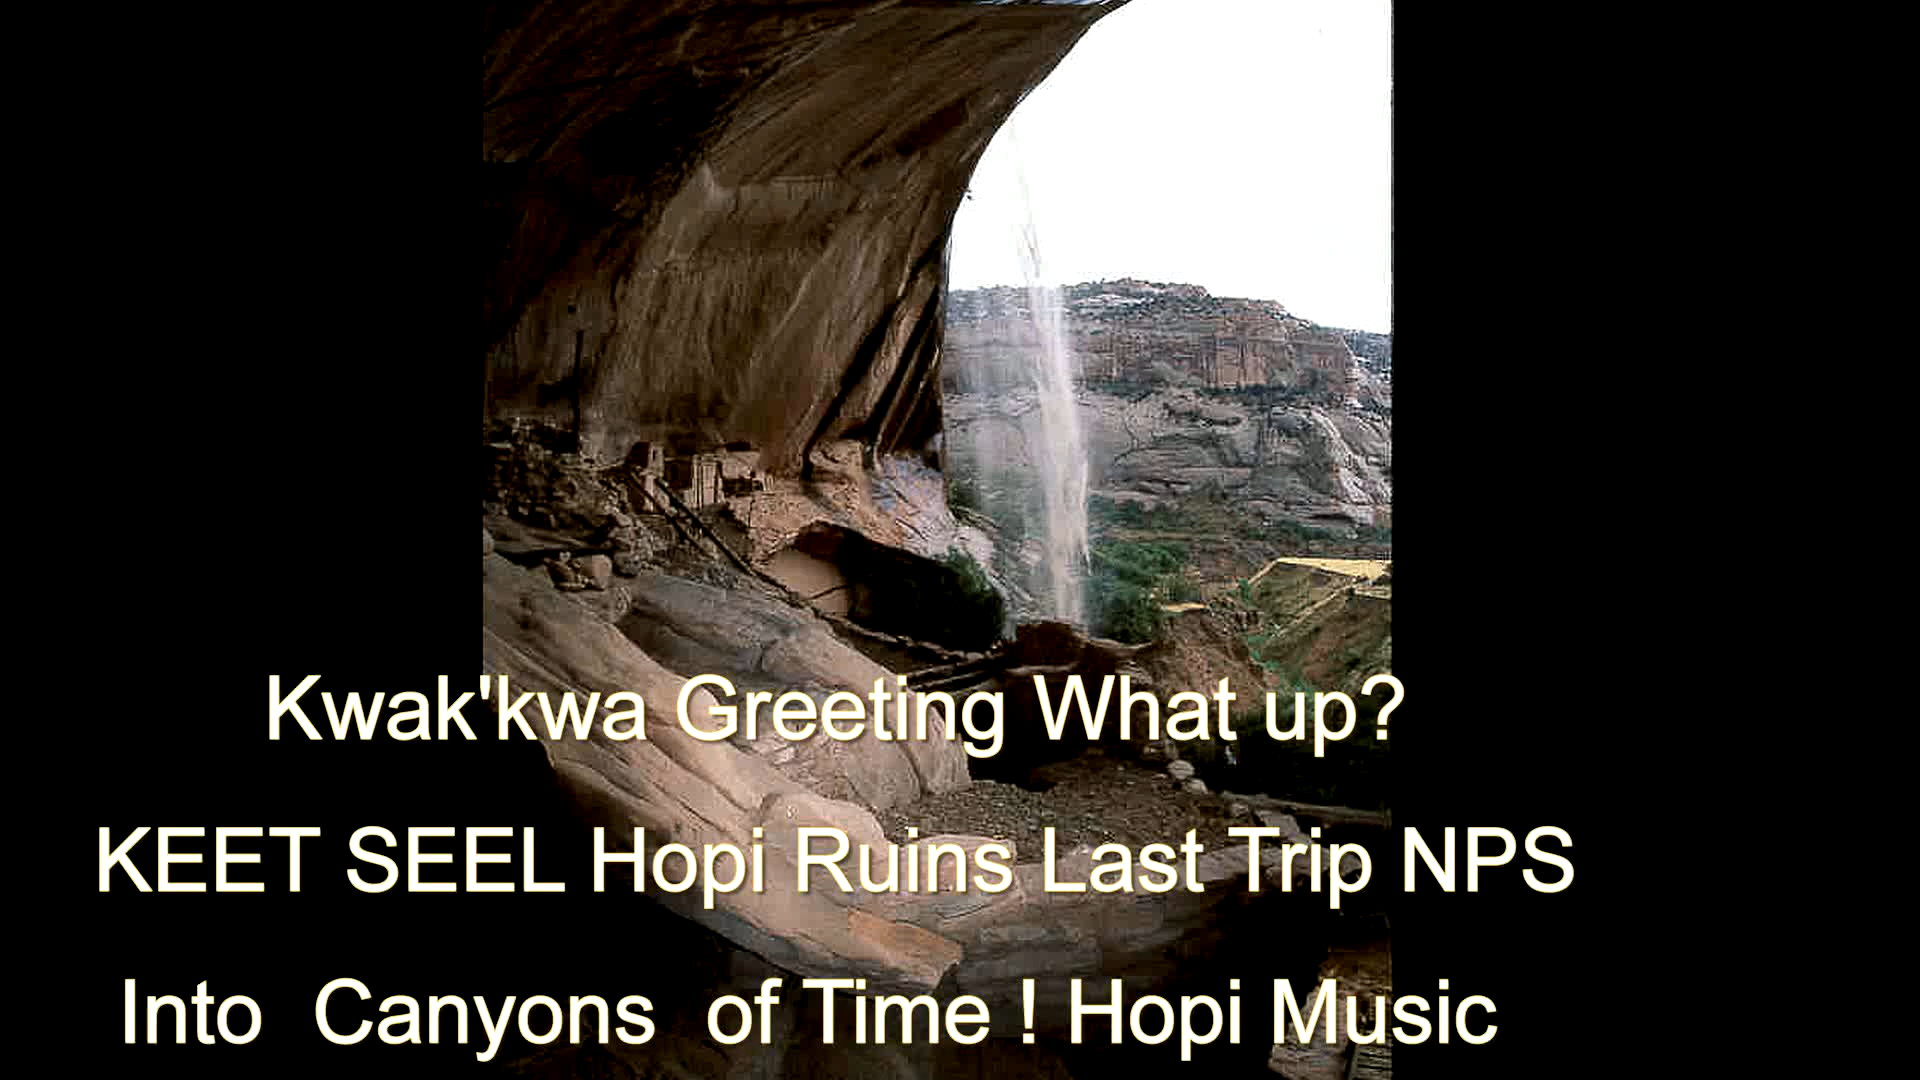 Kwak'kwa Greeting What up?
KEET SEEL Hopi Ruins Last Trip NPS
Into Canyons of Time ! Hopi Music